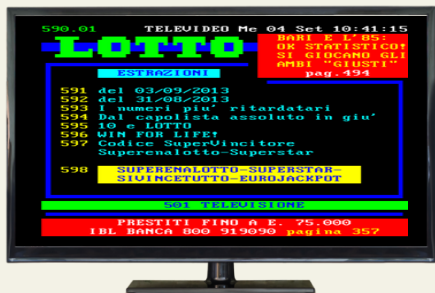 590.01 TELEVIDEO Me 04 Set 10:41:15
LOTTO
BARI E L'85:
OK STATISTICO!
SI GIOCANO GLI
AMBI "GIUSTI"
pag.494
ESTRAZIONI
591 del 03/09/2013
592 del 31/08/2013
593 I numeri piu' ritardatari
594 Dal capolista assoluto in giu'
595 10 e LOTTO
596 WIN FOR LIFE!
597 Codice SuperVincitore
Superenalotto-Superstar
598 SUPERENALOTTO-SUPERSTAR-
SIVINCETUTTO-EUROJACKPOT
501 TELEVISIONE
PRESTITI FINO A E. 75.000
IBL BANCA 800 919090 pagina 357